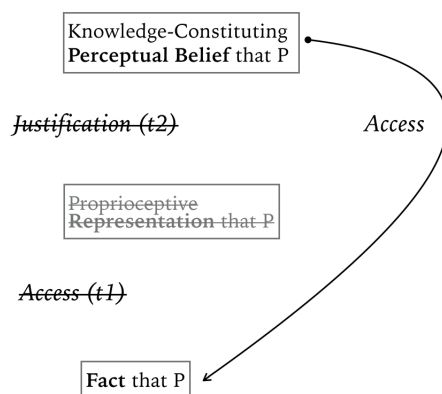 Knowledge-Constituting
Perceptual Belief that P
Justification (t2)
Access
Proprioceptive
Representation that P
Access (t1)
Fact that P